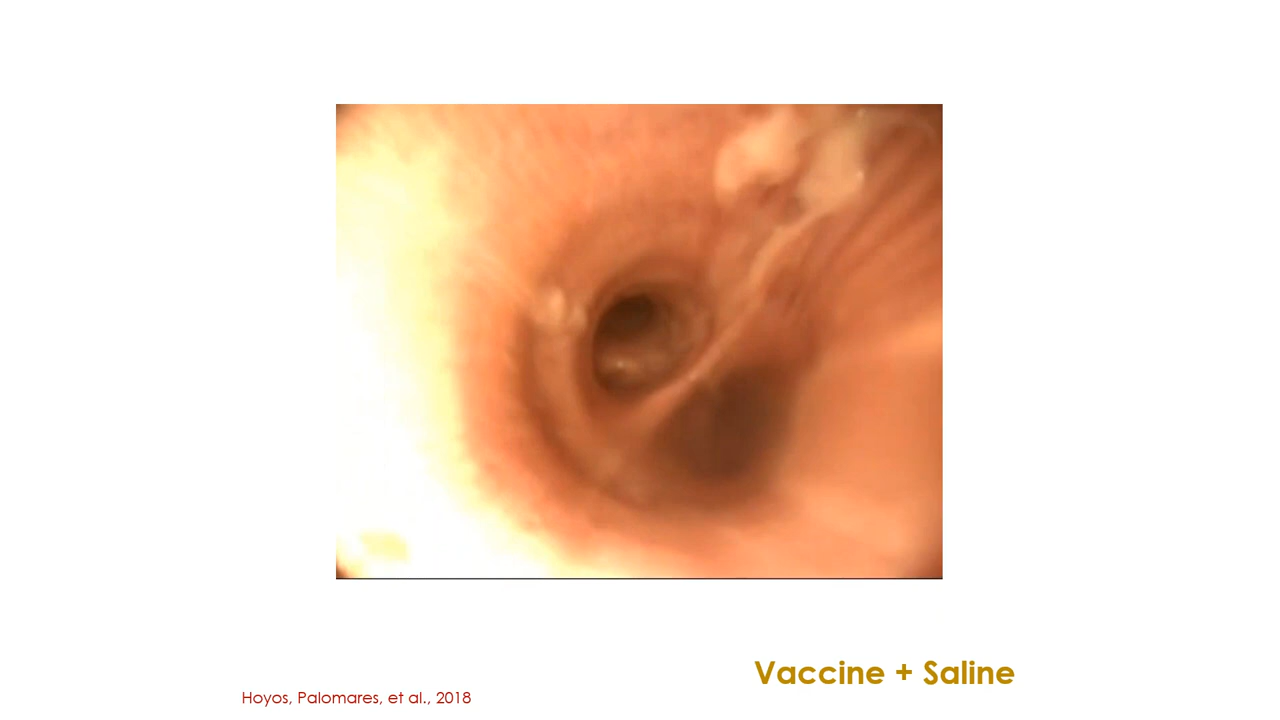 Vaccine + Saline
Hoyos, Palomares, et al., 2018